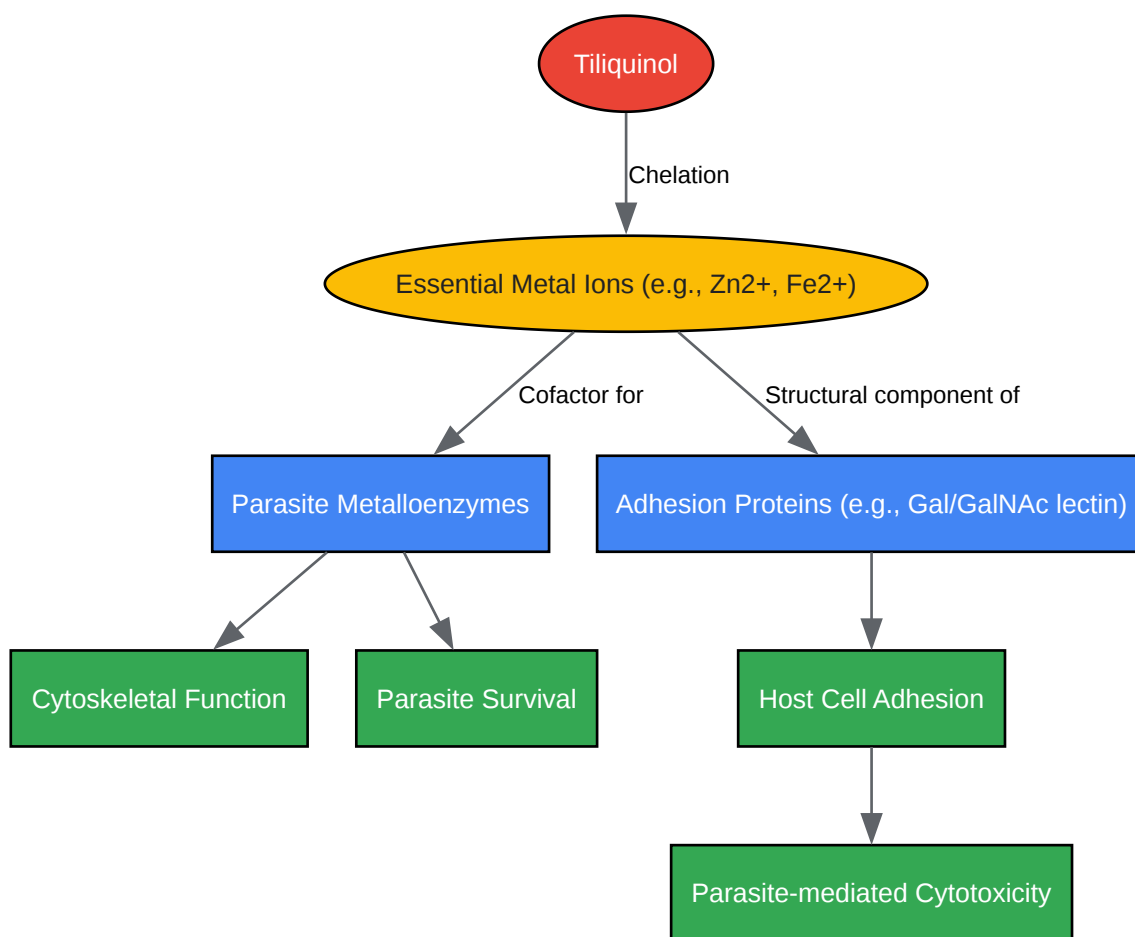 Tiliquinol
Chelation
Essential Metal Ions (e.g., Zn2+, Fe2+)
Cofactor for
Structural component of
Parasite Metalloenzymes
Adhesion Proteins (e.g., Gal/GalNAc lectin)
Cytoskeletal Function
Parasite Survival
Host Cell Adhesion
Parasite-mediated Cytotoxicity